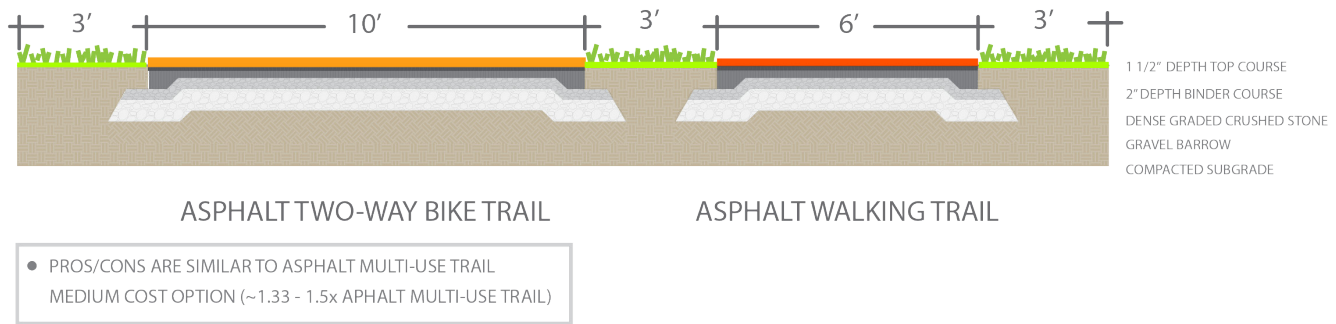 3’ 10’ 3’ 6’ 3’
1 1/2” DEPTH TOP COURSE
2” DEPTH BINDER COURSE
DENSE GRADED CRUSHED STONE
GRAVEL BARROW
COMPACTED SUBGRADE
ASPHALT TWO-WAY BIKE TRAIL
ASPHALT WALKING TRAIL
● PROS/CONS ARE SIMILAR TO ASPHALT MULTI-USE TRAIL
MEDIUM COST OPTION (~1.33 - 1.5x APHALT MULTI-USE TRAIL)